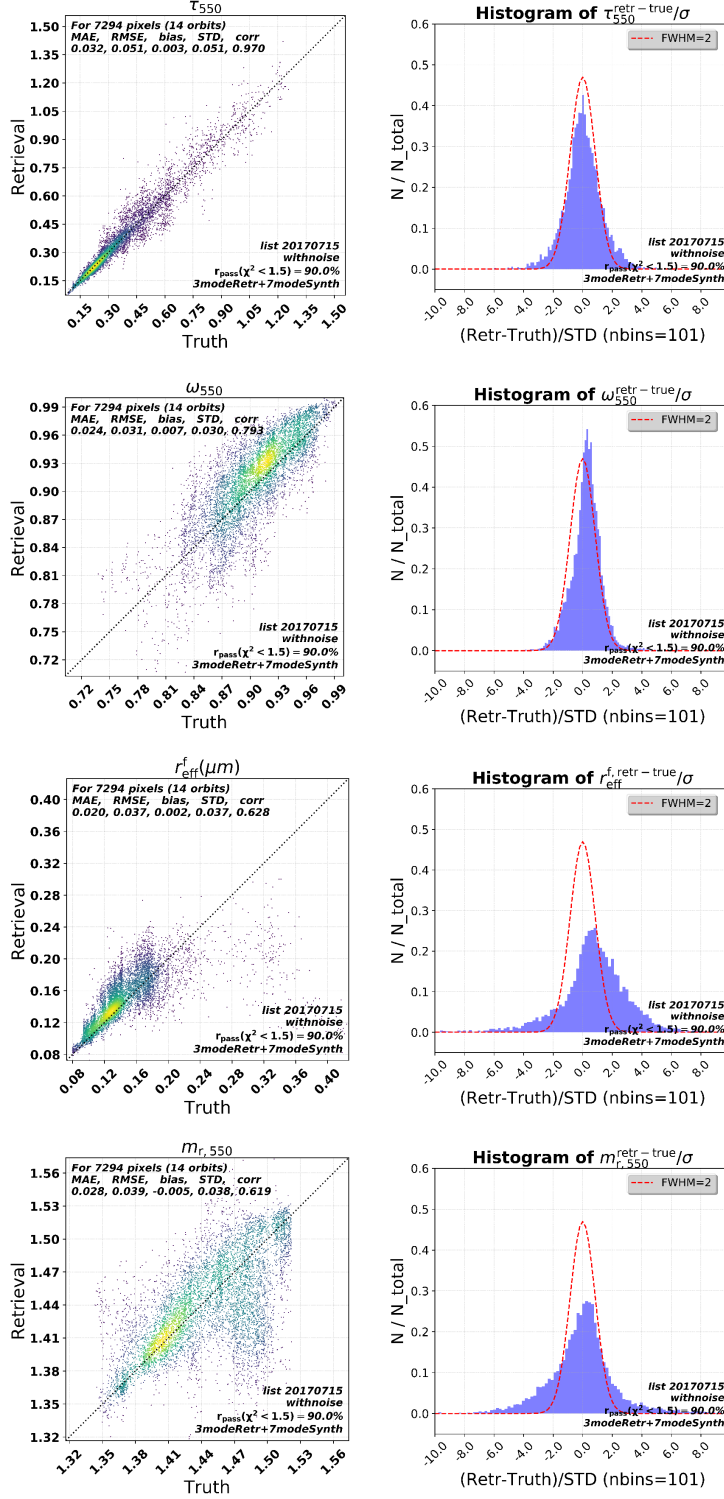 τ550
For 7294 pixels (14 orbits)
MAE, RMSE, bias, STD, corr
0.032, 0.051, 0.003, 0.051, 0.970
1.50
1.35
1.20
1.05
0.90
0.75
0.60
0.45
0.30
0.15
Retrieval
list 20170715
withnoise
r_pass(χ² < 1.5) = 90.0%
3modeRetr+7modeSynth
0.15 0.30 0.45 0.60 0.75 0.90 1.05 1.20 1.35 1.50
Truth
Histogram of τ550^retr−true/σ
FWHM=2
0.6
0.5
0.4
0.3
0.2
0.1
0.0
N / N_total
list 20170715
withnoise
r_pass(χ² < 1.5) = 90.0%
3modeRetr+7modeSynth
-10.0 -8.0 -6.0 -4.0 -2.0 0.0 2.0 4.0 6.0 8.0
(Retr-Truth)/STD (nbins=101)
ω550
For 7294 pixels (14 orbits)
MAE, RMSE, bias, STD, corr
0.024, 0.031, 0.007, 0.030, 0.793
0.99
0.96
0.93
0.90
0.87
0.84
0.81
0.78
0.75
0.72
Retrieval
list 20170715
withnoise
r_pass(χ² < 1.5) = 90.0%
3modeRetr+7modeSynth
0.72 0.75 0.78 0.81 0.84 0.87 0.90 0.93 0.96 0.99
Truth
Histogram of ω550^retr−true/σ
FWHM=2
0.6
0.5
0.4
0.3
0.2
0.1
0.0
N / N_total
list 20170715
withnoise
r_pass(χ² < 1.5) = 90.0%
3modeRetr+7modeSynth
-10.0 -8.0 -6.0 -4.0 -2.0 0.0 2.0 4.0 6.0 8.0
(Retr-Truth)/STD (nbins=101)
r_eff^f(μm)
For 7294 pixels (14 orbits)
MAE, RMSE, bias, STD, corr
0.020, 0.037, 0.002, 0.037, 0.628
0.40
0.36
0.32
0.28
0.24
0.20
0.16
0.12
0.08
Retrieval
list 20170715
withnoise
r_pass(χ² < 1.5) = 90.0%
3modeRetr+7modeSynth
0.08 0.12 0.16 0.20 0.24 0.28 0.32 0.36 0.40
Truth
Histogram of r_eff^f, retr−true/σ
FWHM=2
0.6
0.5
0.4
0.3
0.2
0.1
0.0
N / N_total
list 20170715
withnoise
r_pass(χ² < 1.5) = 90.0%
3modeRetr+7modeSynth
-10.0 -8.0 -6.0 -4.0 -2.0 0.0 2.0 4.0 6.0 8.0
(Retr-Truth)/STD (nbins=101)
m_r, 550
For 7294 pixels (14 orbits)
MAE, RMSE, bias, STD, corr
0.028, 0.039, -0.005, 0.038, 0.619
1.56
1.53
1.50
1.47
1.44
1.41
1.38
1.35
1.32
Retrieval
list 20170715
withnoise
r_pass(χ² < 1.5) = 90.0%
3modeRetr+7modeSynth
1.32 1.35 1.38 1.41 1.44 1.47 1.50 1.53 1.56
Truth
Histogram of m_r, 550^retr−true/σ
FWHM=2
0.6
0.5
0.4
0.3
0.2
0.1
0.0
N / N_total
list 20170715
withnoise
r_pass(χ² < 1.5) = 90.0%
3modeRetr+7modeSynth
-10.0 -8.0 -6.0 -4.0 -2.0 0.0 2.0 4.0 6.0 8.0
(Retr-Truth)/STD (nbins=101)